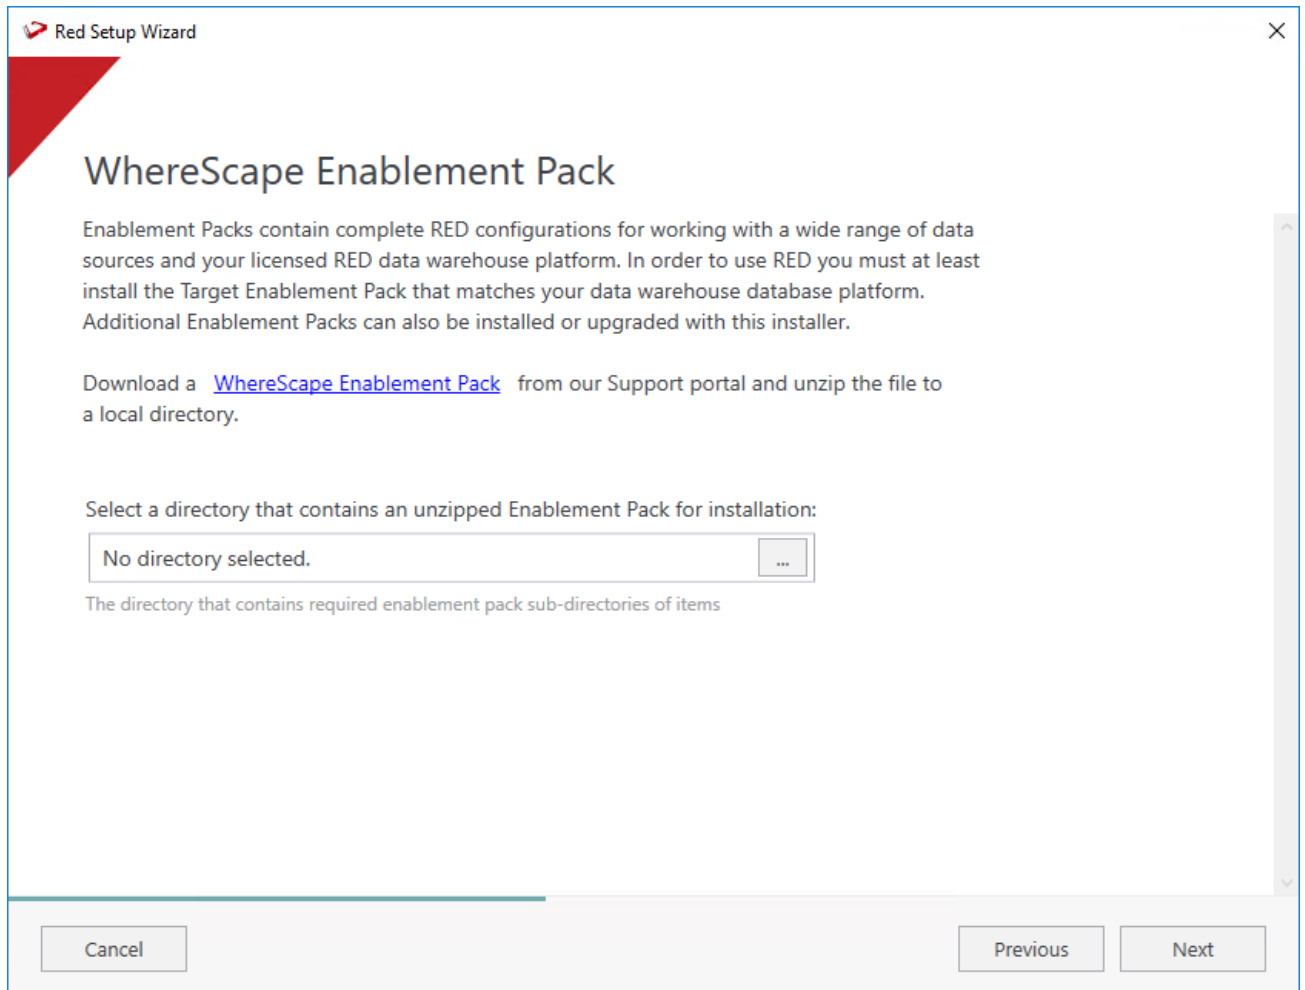 Red Setup Wizard
WhereScape Enablement Pack
Enablement Packs contain complete RED configurations for working with a wide range of data
sources and your licensed RED data warehouse platform. In order to use RED you must at least
install the Target Enablement Pack that matches your data warehouse database platform.
Additional Enablement Packs can also be installed or upgraded with this installer.
Download a WhereScape Enablement Pack from our Support portal and unzip the file to
a local directory.
Select a directory that contains an unzipped Enablement Pack for installation:
No directory selected.
...
The directory that contains required enablement pack sub-directories of items
Cancel
Previous
Next